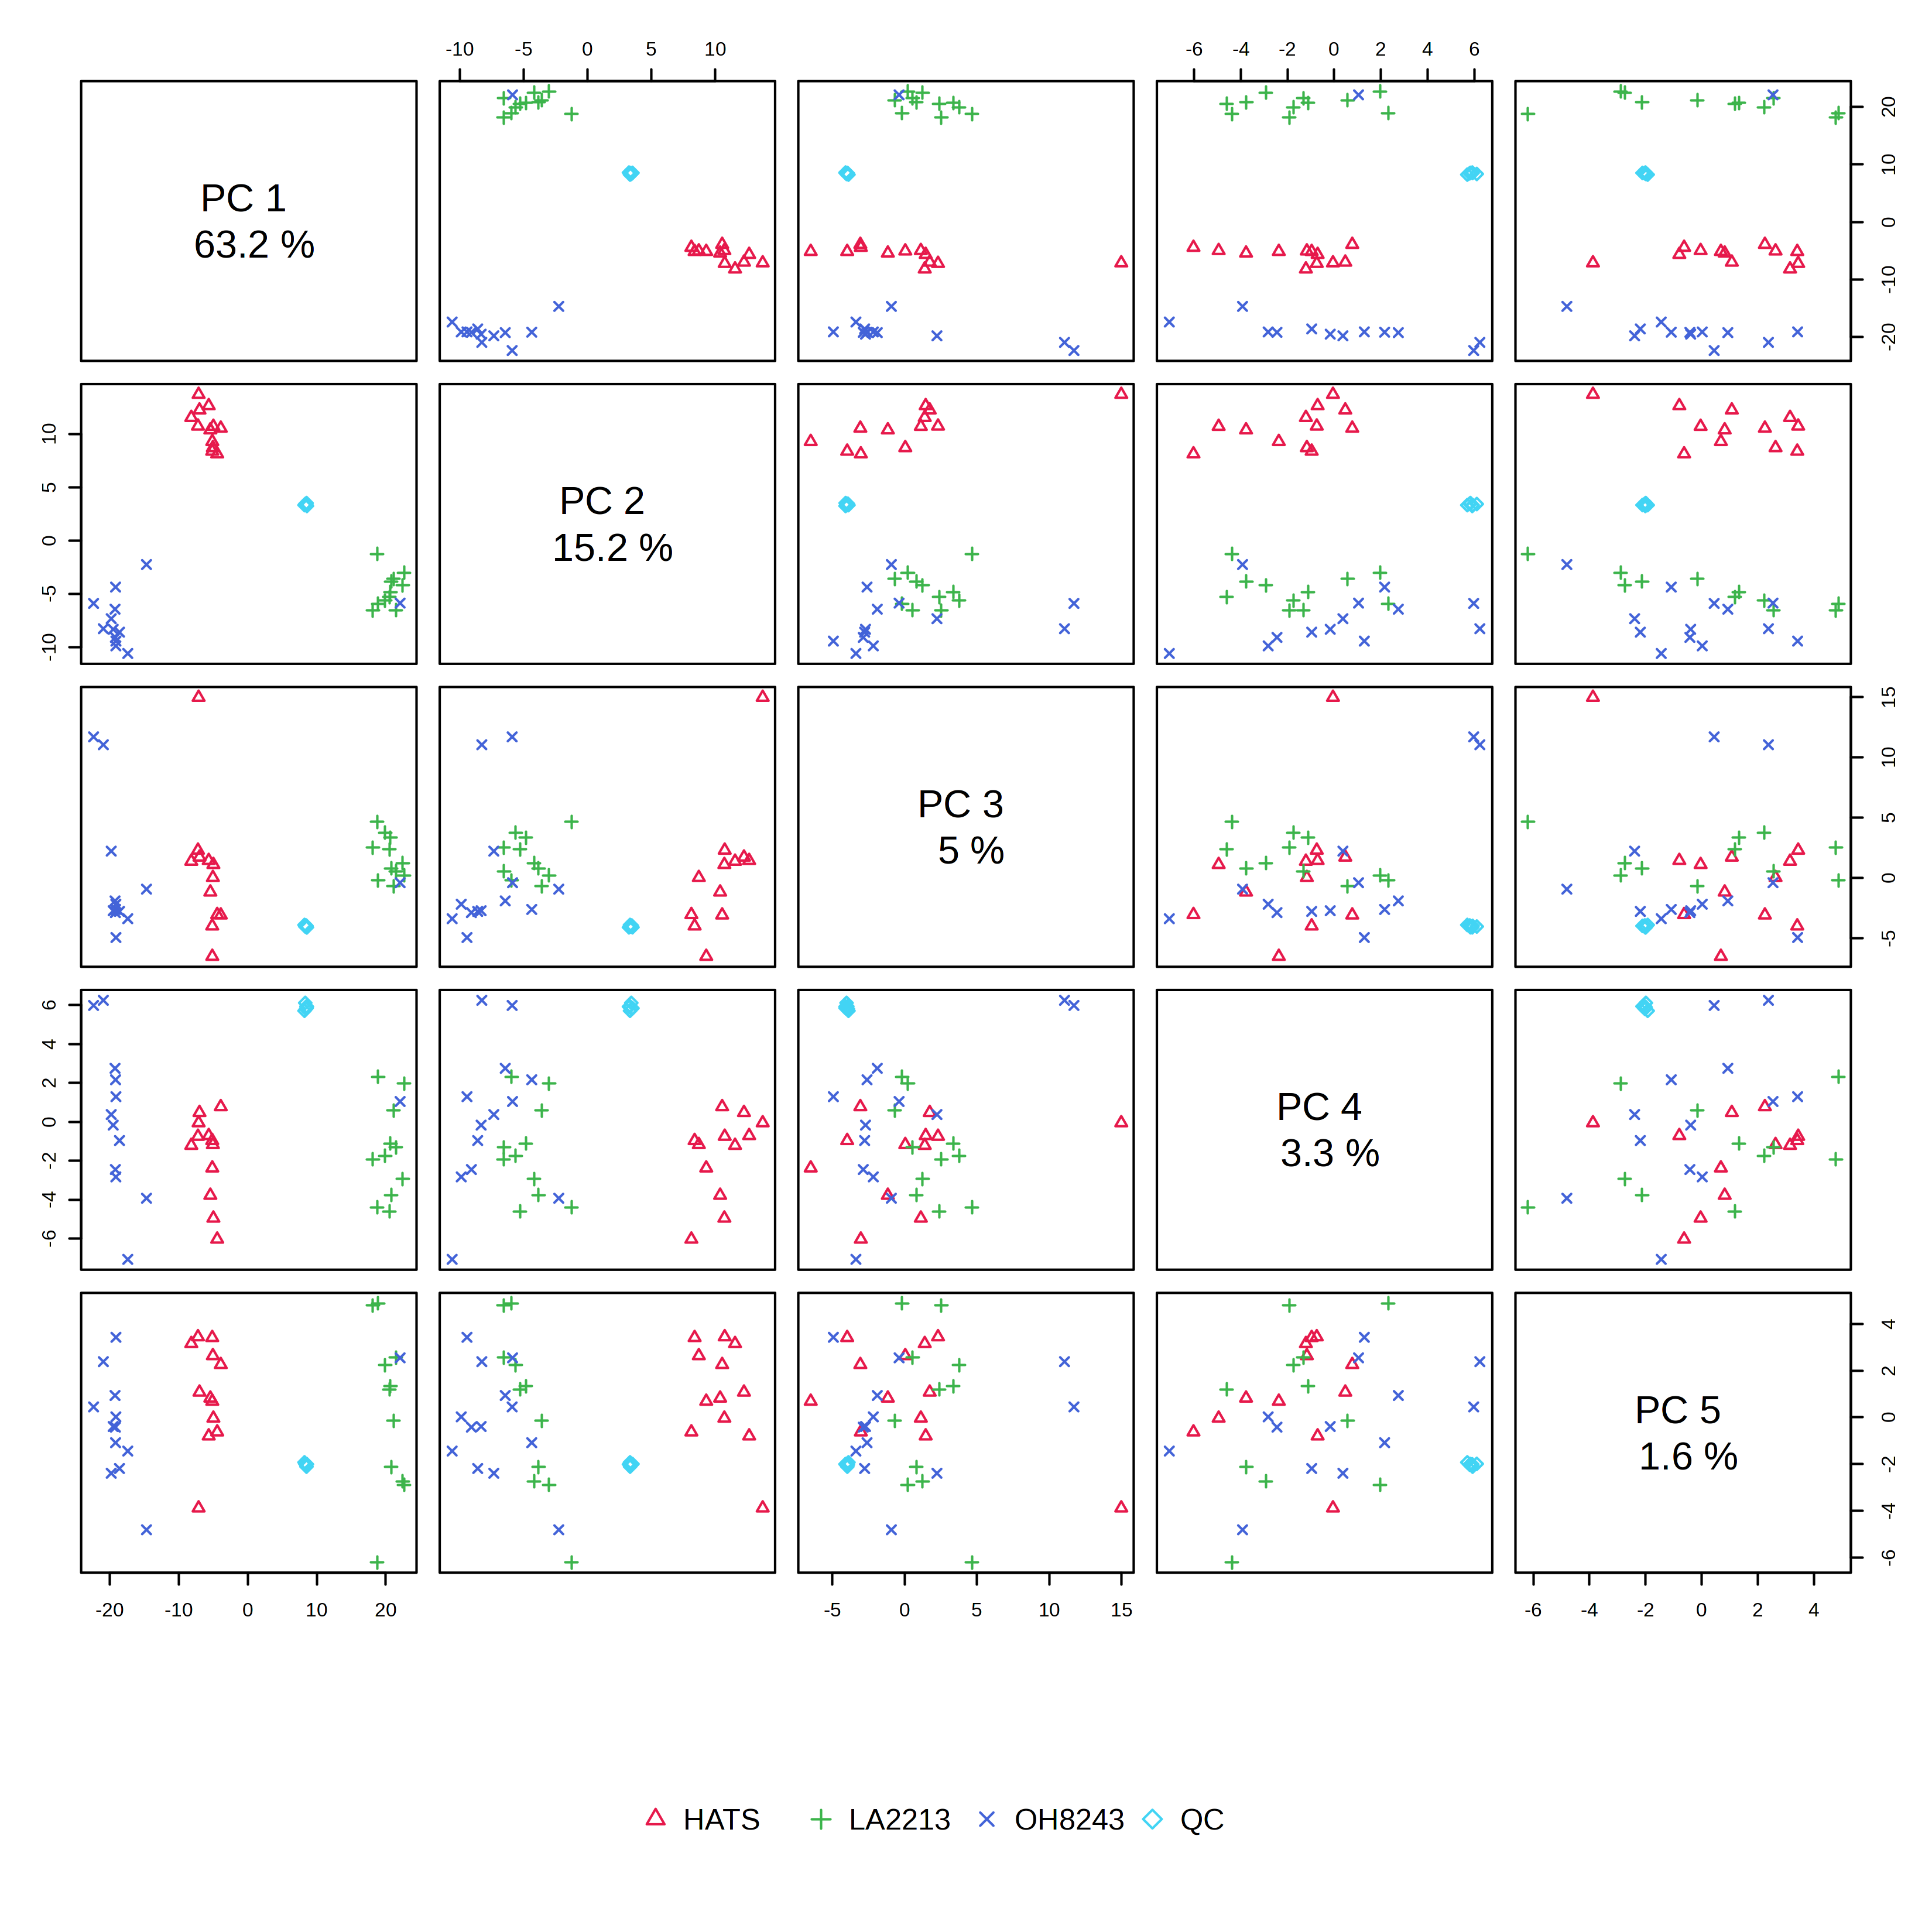 -10 -5 0 5 10 -6 -4 -2 0 2 4 6
PC 1
63.2 %
20 10 0 -10 -20
10 5 0 -5 -10
PC 2
15.2 %
PC 3
5 %
15 10 5 0 -5
6 4 2 0 -2 -4 -6
PC 4
3.3 %
PC 5
1.6 %
4 2 0 -2 -4 -6
-20 -10 0 10 20 -5 0 5 10 15 -6 -4 -2 0 2 4
HATS LA2213 OH8243 QC